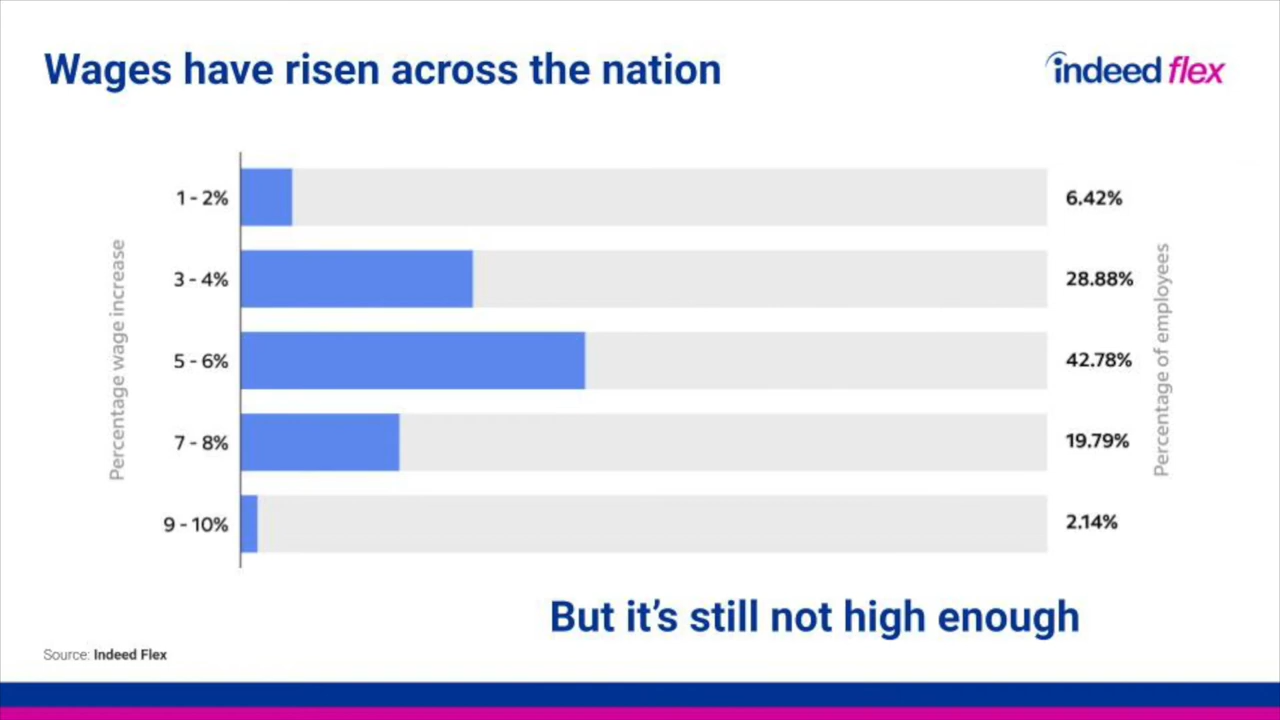 Wages have risen across the nation
indeed flex
Percentage wage increase
1 - 2%
6.42%
3 - 4%
28.88%
5 - 6%
42.78%
7 - 8%
19.79%
9 - 10%
2.14%
Percentage of employees
But it's still not high enough
Source: Indeed Flex